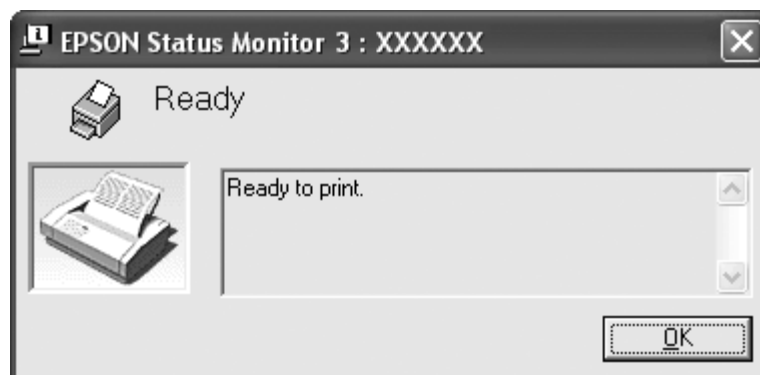 EPSON Status Monitor 3 : XXXXXX
Ready
Ready to print.
OK